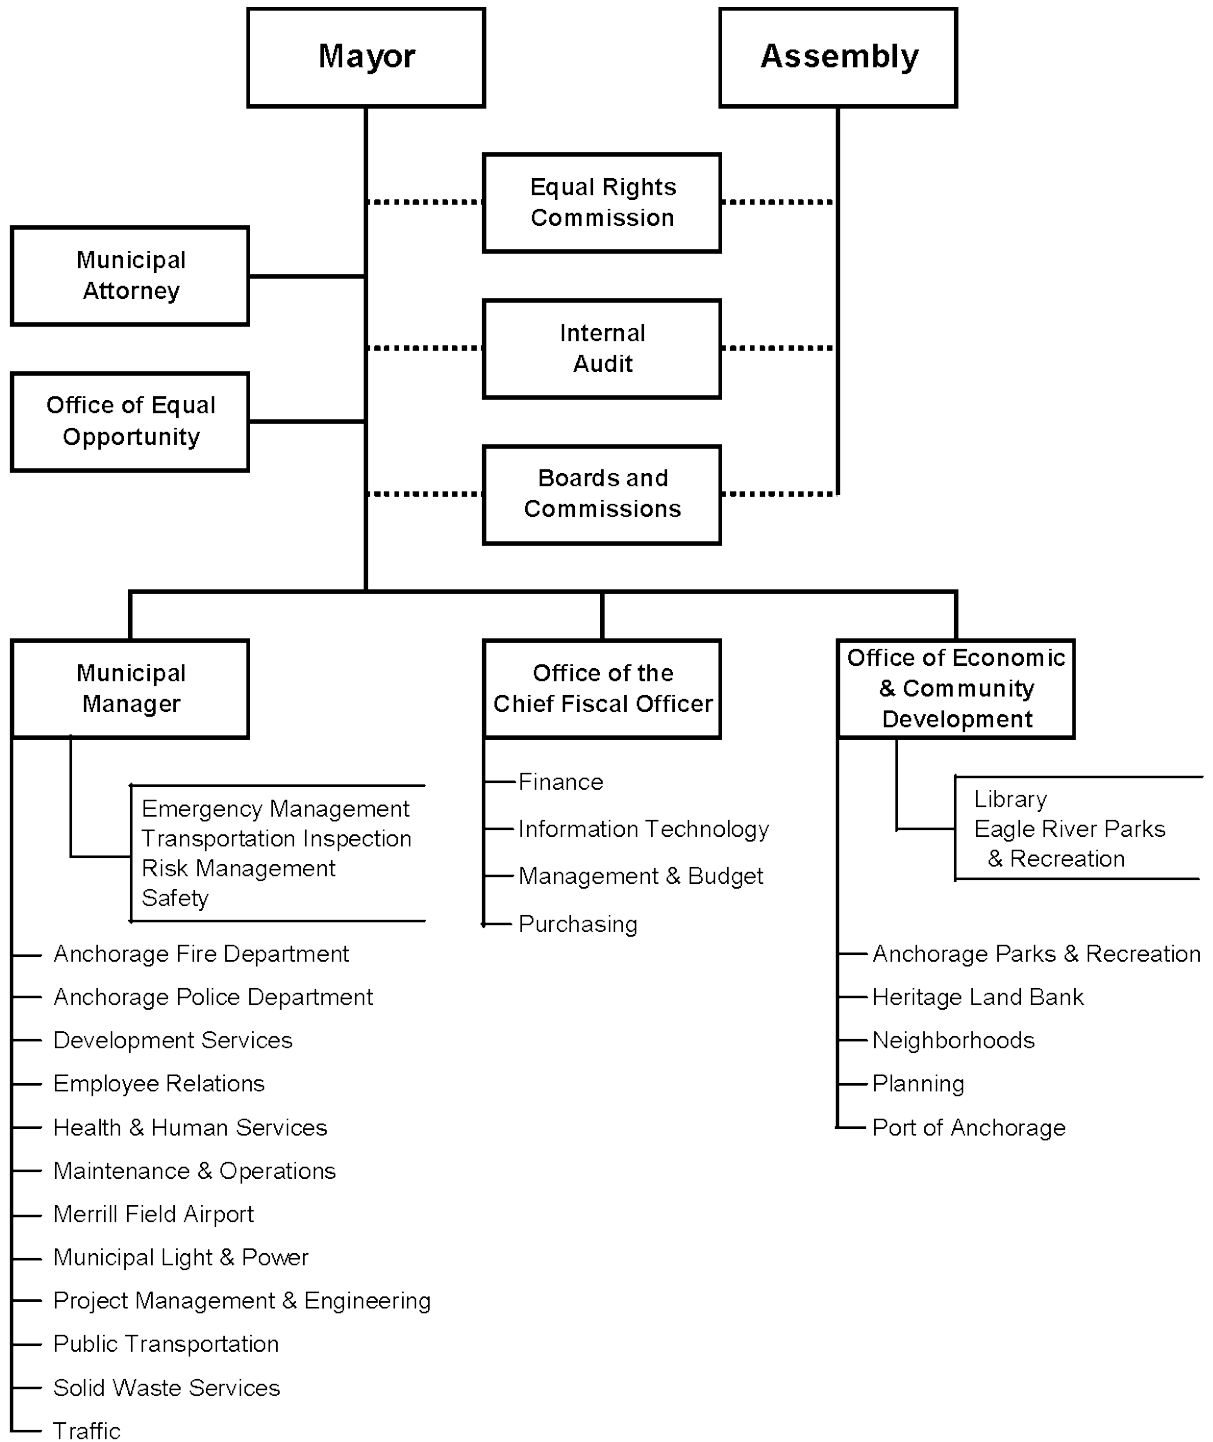 Mayor
Assembly
Equal Rights
Commission
Municipal
Attorney
Internal
Audit
Office of Equal
Opportunity
Boards and
Commissions
Municipal
Manager
Office of the
Chief Fiscal Officer
Office of Economic
& Community
Development
Emergency Management
Transportation Inspection
Risk Management
Safety
Anchorage Fire Department
Anchorage Police Department
Development Services
Employee Relations
Health & Human Services
Maintenance & Operations
Merrill Field Airport
Municipal Light & Power
Project Management & Engineering
Public Transportation
Solid Waste Services
Traffic
Finance
Information Technology
Management & Budget
Purchasing
Library
Eagle River Parks
& Recreation
Anchorage Parks & Recreation
Heritage Land Bank
Neighborhoods
Planning
Port of Anchorage